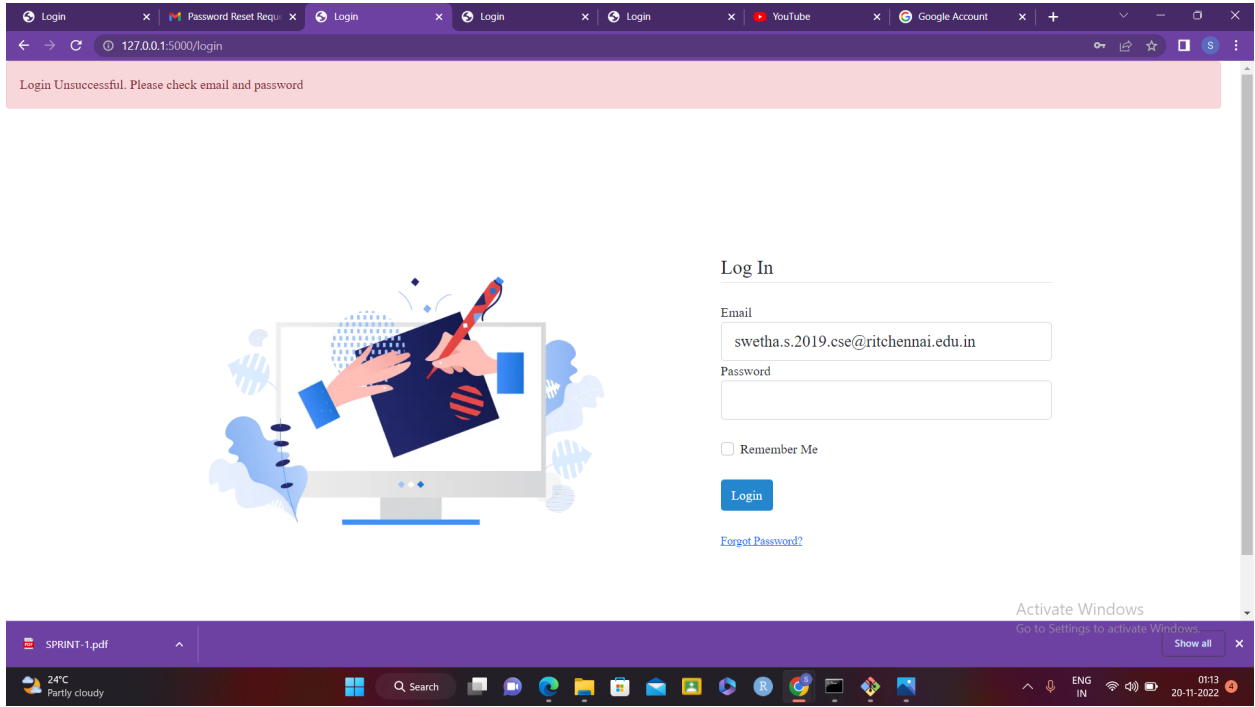 Login
Password Reset Reque
Login
Login
Login
YouTube
Google Account
127.0.0.1:5000/login
S
Login Unsuccessful. Please check email and password
Log In
Email
swetha.s.2019.cse@ritchennai.edu.in
Password
Remember Me
Login
Forgot Password?
Activate Windows
Go to Settings to activate Windows.
SPRINT-1.pdf
Show all
24°C
Partly cloudy
Search
R
S
ENG
IN
01:13
20-11-2022
4